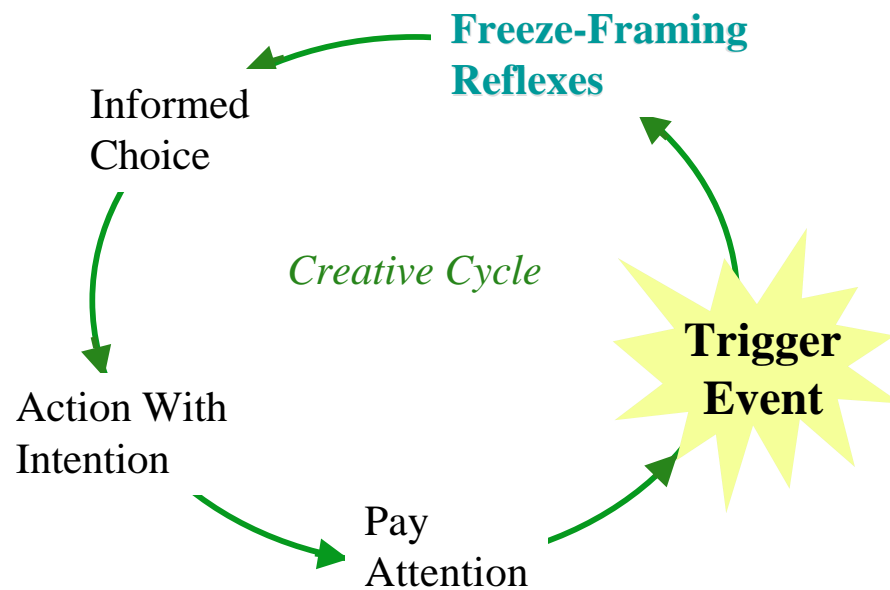 Freeze-Framing
Reflexes
Informed
Choice
Creative Cycle
Trigger
Event
Action With
Intention
Pay
Attention